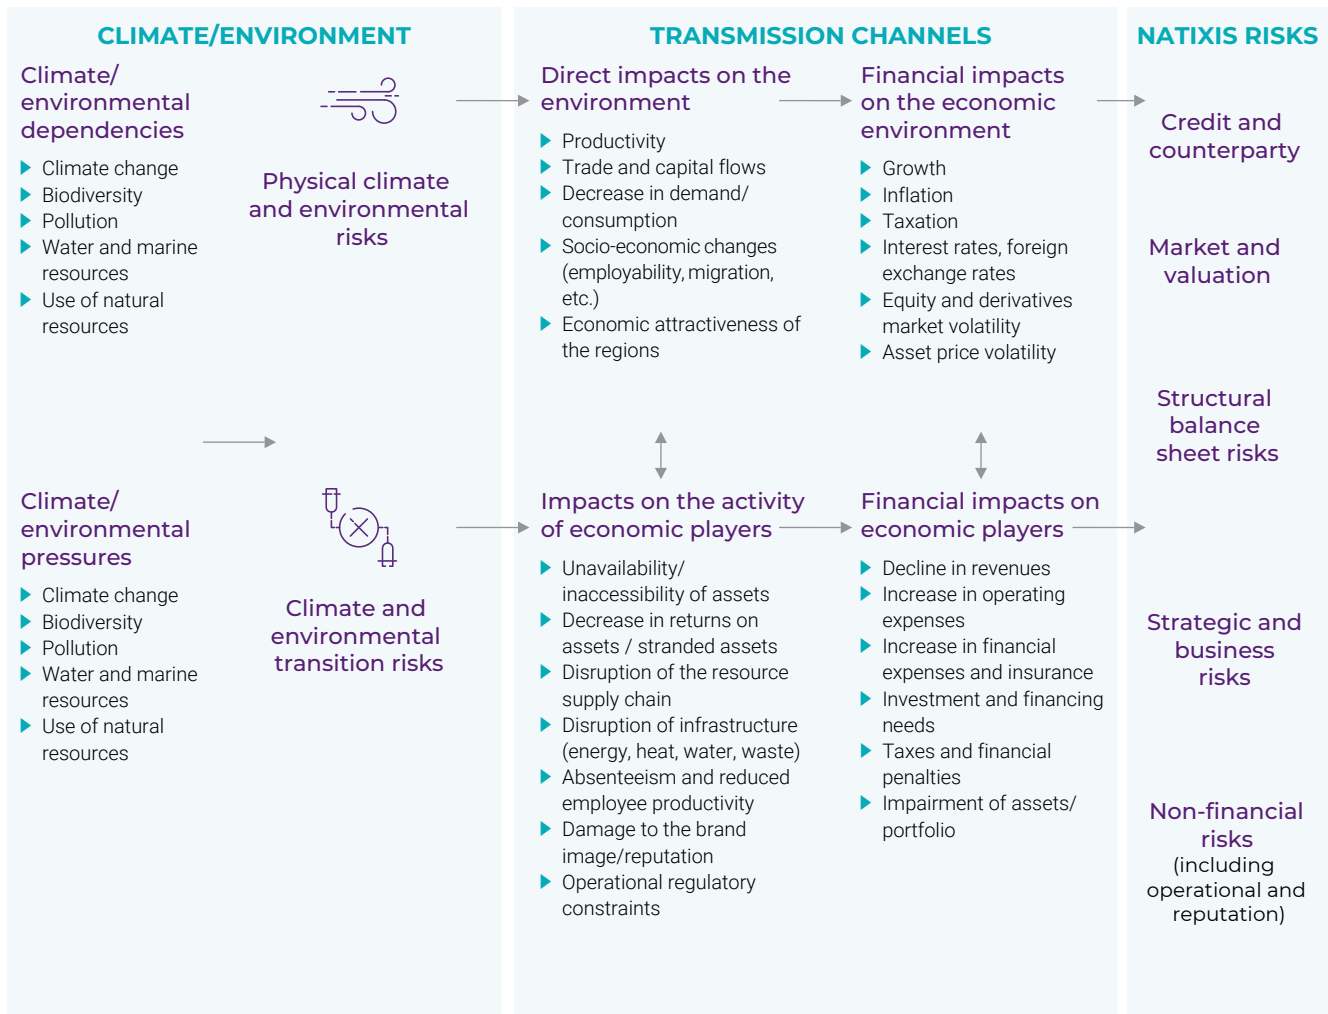 CLIMATE/ENVIRONMENT
Climate/
environmental
dependencies
Climate change
Biodiversity
Pollution
Water and marine
resources
Use of natural
resources
Physical climate
and environmental
risks
Climate/
environmental
pressures
Climate change
Biodiversity
Pollution
Water and marine
resources
Use of natural
resources
Climate and
environmental
transition risks
TRANSMISSION CHANNELS
Direct impacts on the
environment
Productivity
Trade and capital flows
Decrease in demand/
consumption
Socio-economic changes
(employability, migration,
etc.)
Economic attractiveness of
the regions
Financial impacts
on the economic
environment
Growth
Inflation
Taxation
Interest rates, foreign
exchange rates
Equity and derivatives
market volatility
Asset price volatility
Impacts on the activity
of economic players
Unavailability/
inaccessibility of assets
Decrease in returns on
assets / stranded assets
Disruption of the resource
supply chain
Disruption of infrastructure
(energy, heat, water, waste)
Absenteeism and reduced
employee productivity
Damage to the brand
image/reputation
Operational regulatory
constraints
Financial impacts on
economic players
Decline in revenues
Increase in operating
expenses
Increase in financial
expenses and insurance
Investment and financing
needs
Taxes and financial
penalties
Impairment of assets/
portfolio
NATIXIS RISKS
Credit and
counterparty
Market and
valuation
Structural
balance
sheet risks
Strategic and
business
risks
Non-financial
risks
(including
operational and
reputation)